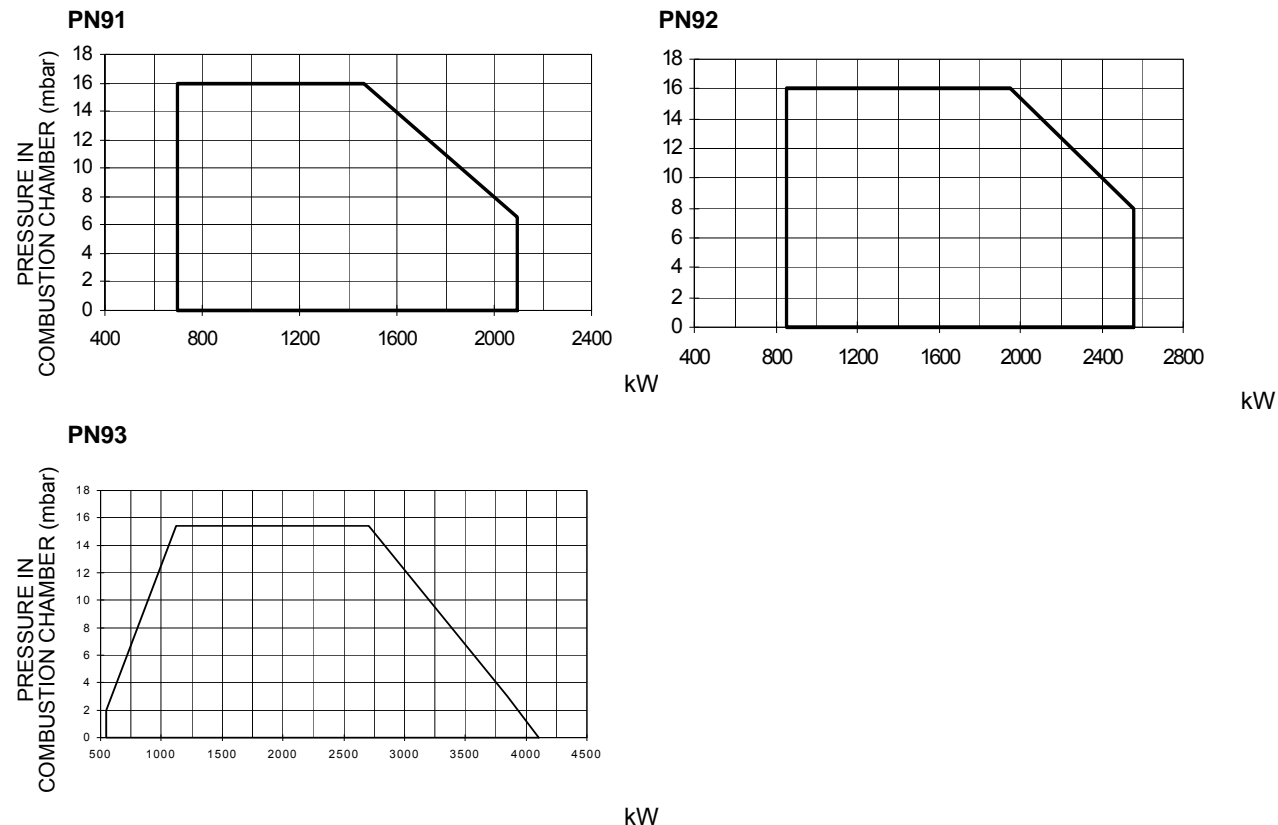 PN91
PRESSURE IN
COMBUSTION CHAMBER (mbar)
18
16
14
12
10
8
6
4
2
0
400 800 1200 1600 2000 2400
kW
PN92
18
16
14
12
10
8
6
4
2
0
400 800 1200 1600 2000 2400 2800
kW
PN93
PRESSURE IN
COMBUSTION CHAMBER (mbar)
18
16
14
12
10
8
6
4
2
0
500 1000 1500 2000 2500 3000 3500 4000 4500
kW